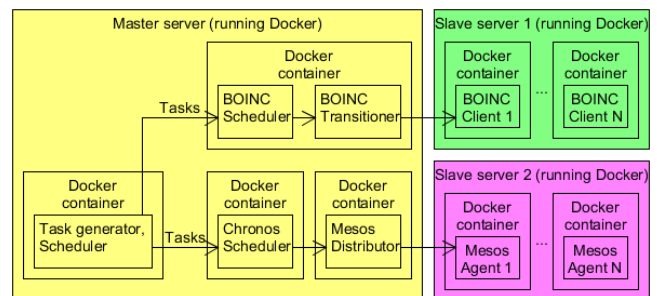 Master server (running Docker)
Docker
container
BOINC
Scheduler
BOINC
Transitioner
Tasks
Docker
container
Task generator,
Scheduler
Tasks
Docker
container
Chronos
Scheduler
Docker
container
Mesos
Distributor
Slave server 1 (running Docker)
Docker
container
BOINC
Client 1
...
Docker
container
BOINC
Client N
Slave server 2 (running Docker)
Docker
container
Mesos
Agent 1
...
Docker
container
Mesos
Agent N